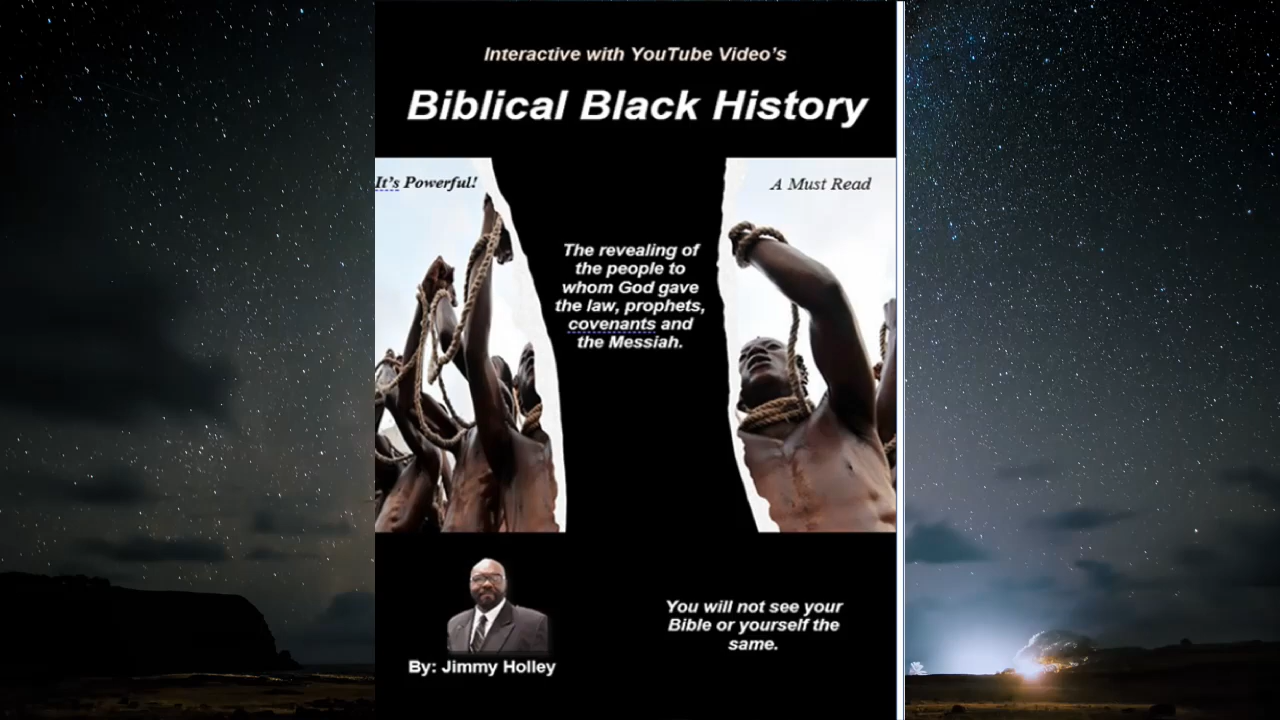 Interactive with YouTube Video's
Biblical Black History
It's Powerful!
A Must Read
The revealing of
the people to
whom God gave
the law, prophets,
covenants and
the Messiah.
You will not see your
Bible or yourself the
same.
By: Jimmy Holley